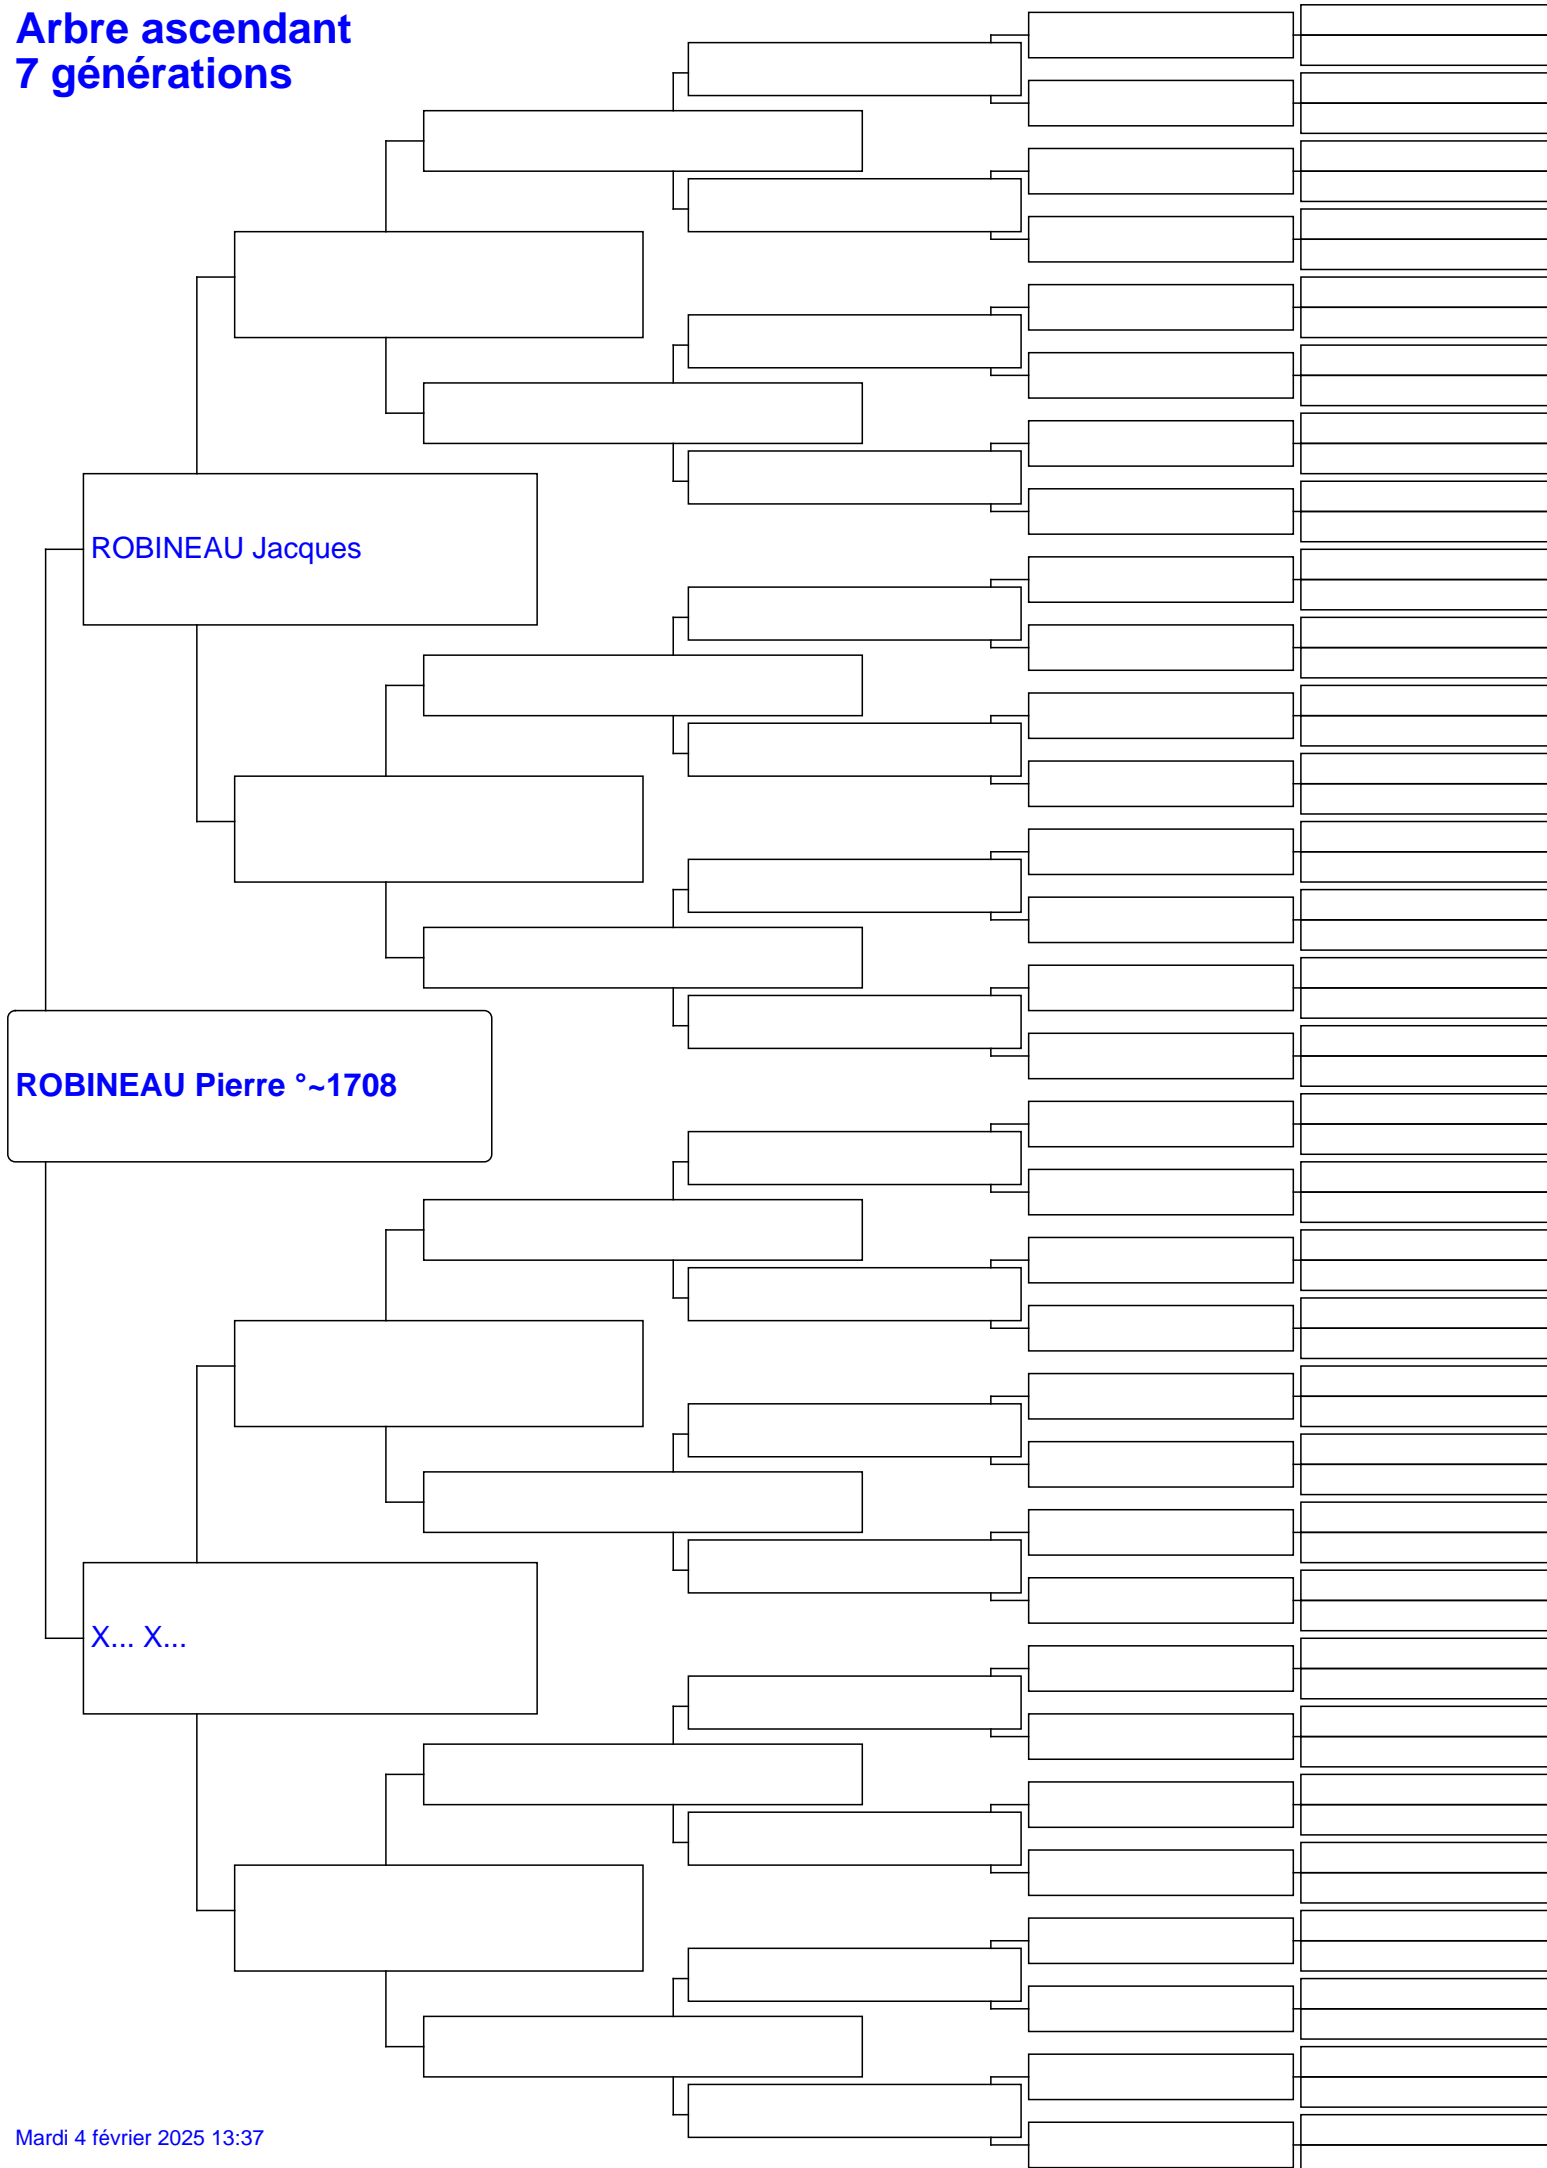 Arbre ascendant
7 générations
ROBINEAU Jacques
ROBINEAU Pierre °~1708
X... X...
Mardi 4 février 2025 13:37